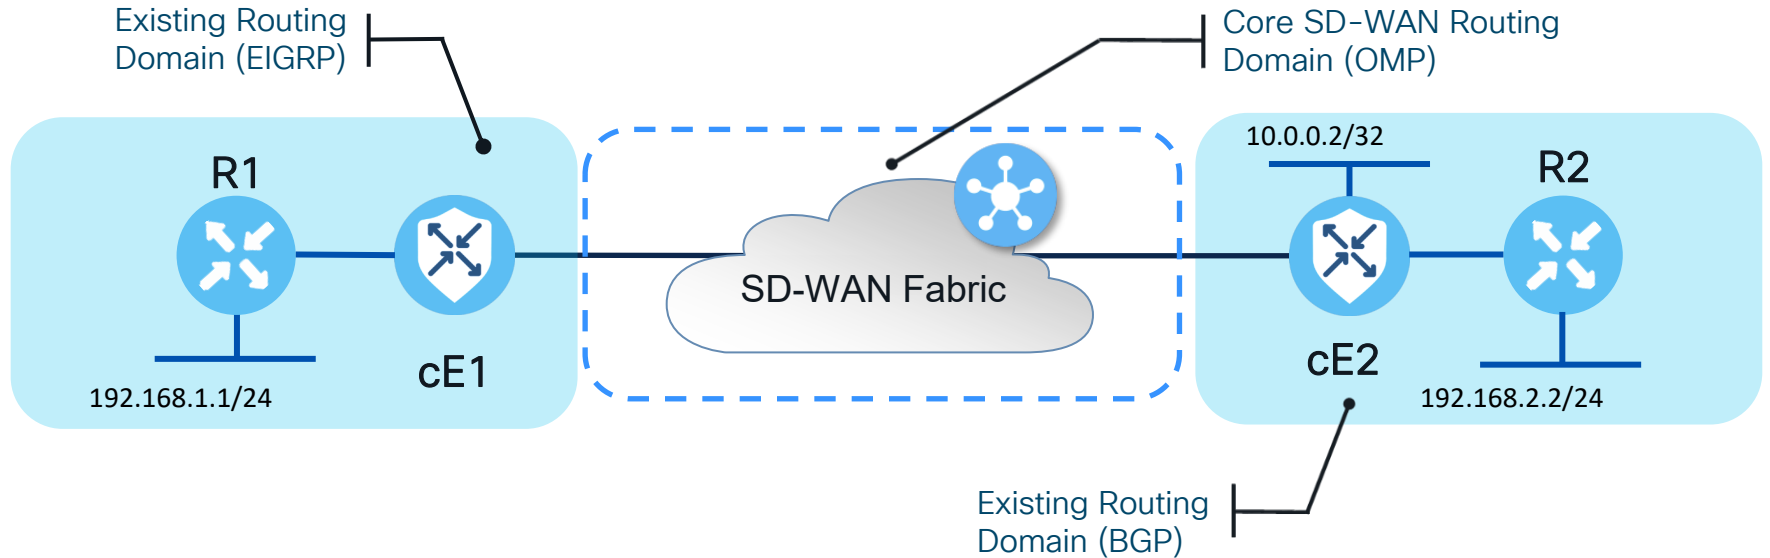 Existing Routing
Domain (EIGRP)
Core SD-WAN Routing
Domain (OMP)
10.0.0.2/32
R1
R2
SD-WAN Fabric
cE1
cE2
192.168.1.1/24
192.168.2.2/24
Existing Routing
Domain (BGP)